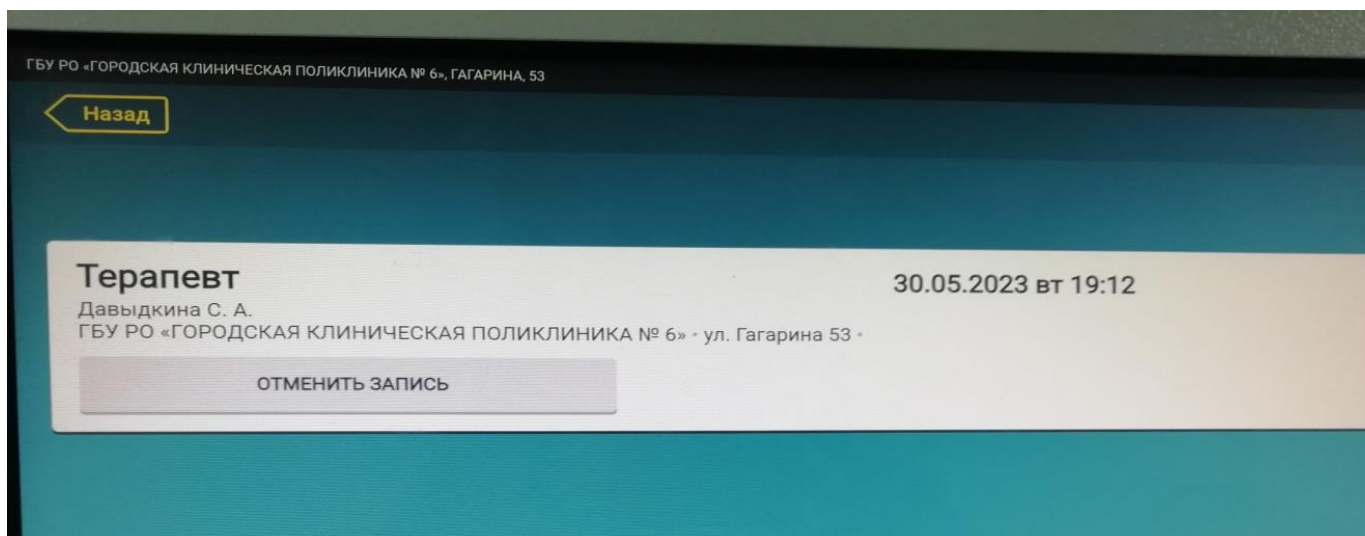 ГБУ РО «ГОРОДСКАЯ КЛИНИЧЕСКАЯ ПОЛИКЛИНИКА № 6», ГАГАРИНА, 53
Назад
Терапевт
30.05.2023 вт 19:12
Давыдкина С. А.
ГБУ РО «ГОРОДСКАЯ КЛИНИЧЕСКАЯ ПОЛИКЛИНИКА № 6» • ул. Гагарина 53 •
ОТМЕНИТЬ ЗАПИСЬ